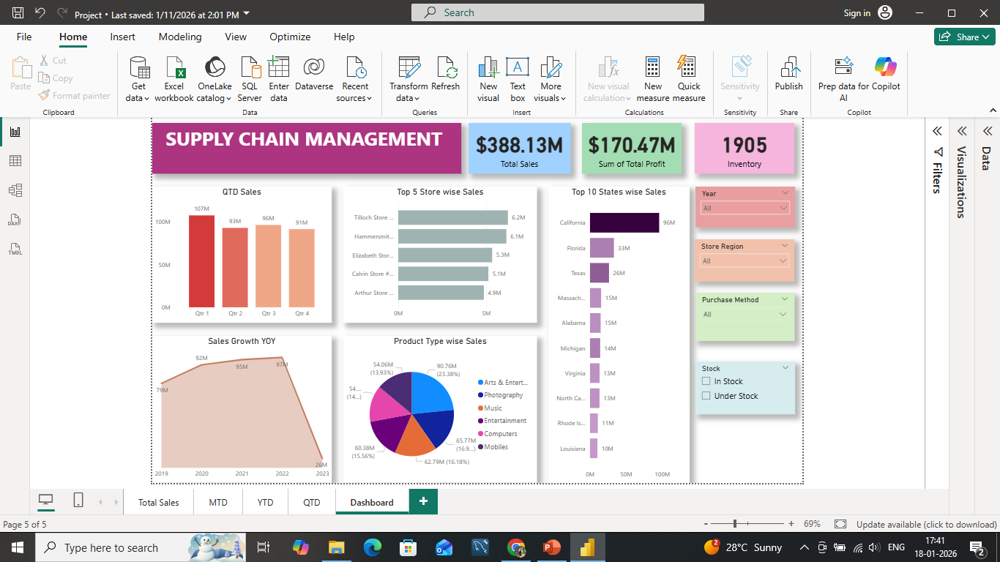 Project • Last saved: 1/11/2026 at 2:01 PM
Search
Sign in
File Home Insert Modeling View Optimize Help
Share
Paste
Cut
Copy
Format painter
Get data
Excel workbook
OneLake catalog
SQL Server
Enter data
Dataverse
Recent sources
Transform data
Refresh
New visual
Text box
More visuals
New visual calculation
New measure
Quick measure
Sensitivity
Publish
Prep data for AI
Copilot
Clipboard
Data
Queries
Insert
Calculations
Sensitivity
Share
Copilot
DAX
TMDL
SUPPLY CHAIN MANAGEMENT
$388.13M
Total Sales
$170.47M
Sum of Total Profit
1905
Inventory
QTD Sales
107M
93M
96M
91M
100M
50M
0M
Qtr 1 Qtr 2 Qtr 3 Qtr 4
Top 5 Store wise Sales
Tilloch Store ... 6.2M
Hammersmit... 6.1M
Elizabeth Stor... 5.3M
Calvin Store #... 5.1M
Arthur Store ... 4.9M
0M 5M
Top 10 States wise Sales
California 96M
Florida 33M
Texas 26M
Massach... 15M
Alabama 15M
Michigan 14M
Virginia 13M
North Ca... 13M
Rhode Is... 11M
Louisiana 10M
0M 50M 100M
Year
All
Store Region
All
Purchase Method
All
Stock
In Stock
Under Stock
Sales Growth YOY
79M
92M
95M
97M
26M
2019 2020 2021 2022 2023
Product Type wise Sales
54.06M
(13.93%)
90.76M
(23.38%)
54....
(14...)
60.38M
(15.56%)
65.77M
(16.9...)
62.79M (16.18%)
Arts & Entert...
Photography
Music
Entertainment
Computers
Mobiles
Filters
Visualizations
Data
Total Sales
MTD
YTD
QTD
Dashboard
+
Page 5 of 5
- + 69%
Update available (click to download)
Type here to search
2
28°C Sunny
ENG
17:41
18-01-2026
2